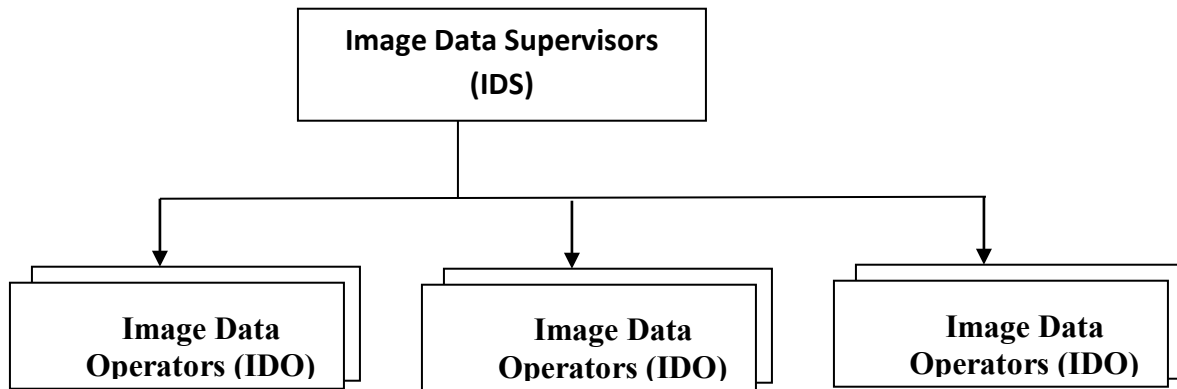 Image Data Supervisors
(IDS)
Image Data
Operators (IDO)
Image Data
Operators (IDO)
Image Data
Operators (IDO)